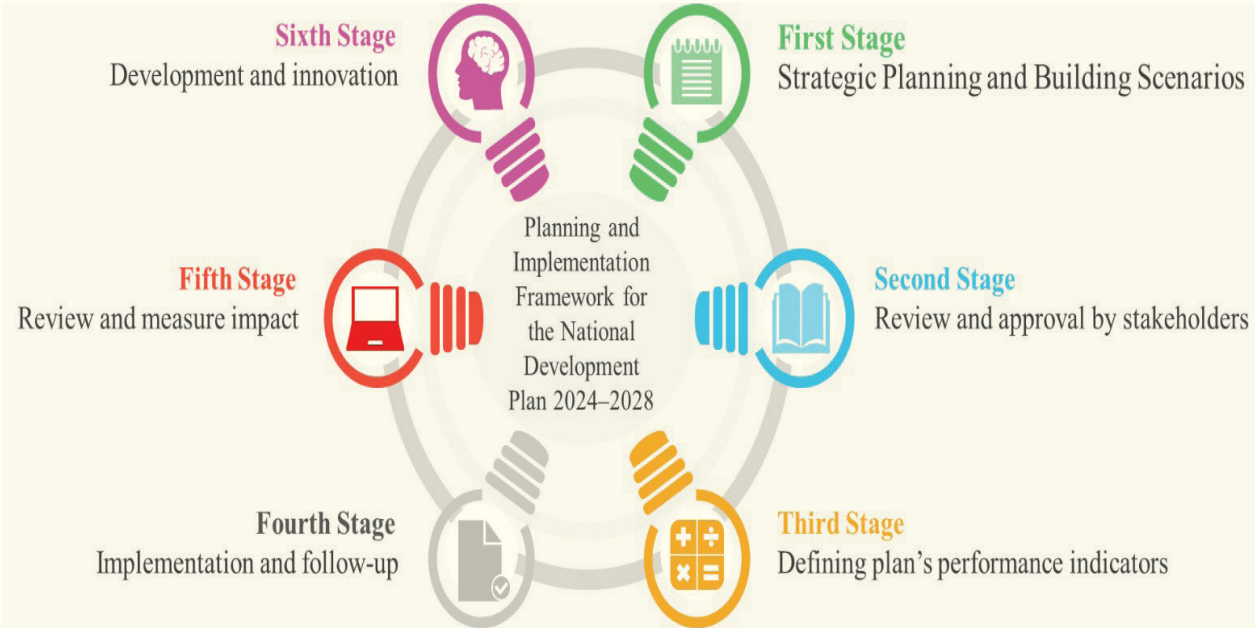 First Stage
Strategic Planning and Building Scenarios
Second Stage
Review and approval by stakeholders
Third Stage
Defining plan’s performance indicators
Fourth Stage
Implementation and follow-up
Fifth Stage
Review and measure impact
Sixth Stage
Development and innovation
Planning and
Implementation
Framework for
the National
Development
Plan 2024–2028